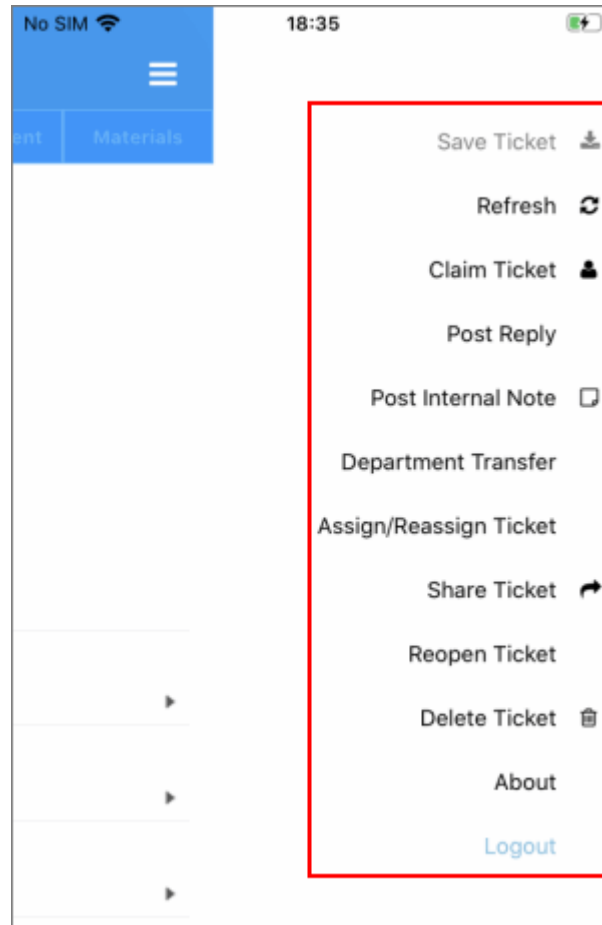 No SIM 18:35
ent Materials
Save Ticket
Refresh
Claim Ticket
Post Reply
Post Internal Note
Department Transfer
Assign/Reassign Ticket
Share Ticket
Reopen Ticket
Delete Ticket
About
Logout